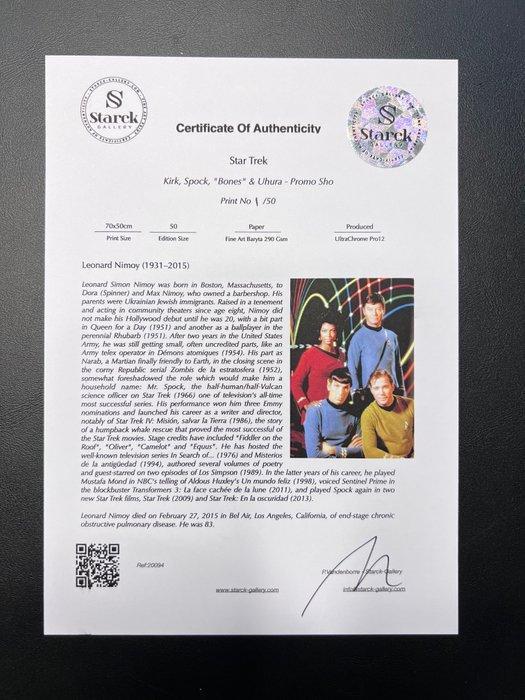 Starck
GALLERY
Starck
GALLERY
Certificate Of Authenticity
Star Trek
Kirk, Spock, "Bones" & Uhura - Promo Sho
Print No 1 /50
70x50cm 50 Paper Produced
Print Size Edition Size Fine Art Baryta 290 Gsm UltraChrome Pro12
Leonard Nimoy (1931–2015)
Leonard Simon Nimoy was born in Boston, Massachusetts, to
Dora (Spinner) and Max Nimoy, who owned a barbershop. His
parents were Ukrainian Jewish immigrants. Raised in a tenement
and acting in community theaters since age eight, Nimoy did
not make his Hollywood debut until he was 20, with a bit part
in Queen for a Day (1951) and another as a ballplayer in the
perennial Rhubarb (1951). After two years in the United States
Army, he was still getting small, often uncredited parts, like an
Army telex operator in Démons atomiques (1954). His part as
Narab, a Martian finally friendly to Earth, in the closing scene in
the corny Republic serial Zombis de la estratosfera (1952),
somewhat foreshadowed the role which would make him a
household name: Mr. Spock, the half-human/half-Vulcan
science officer on Star Trek (1966) one of television's all-time
most successful series. His performance won him three Emmy
nominations and launched his career as a writer and director,
notably of Star Trek IV: Misión, salvar la Tierra (1986), the story
of a humpback whale rescue that proved the most successful of
the Star Trek movies. Stage credits have included "Fiddler on the
Roof", "Oliver", "Camelot" and "Equus". He has hosted the
well-known television series In Search of... (1976) and Misterios
de la antigüedad (1994), authored several volumes of poetry
and guest-starred on two episodes of Los Simpson (1989). In the latter years of his career, he played
Mustafa Mond in NBC's telling of Aldous Huxley's Un mundo feliz (1998), voiced Sentinel Prime in
the blockbuster Transformers 3: La face cachée de la lune (2011), and played Spock again in two
new Star Trek films, Star Trek (2009) and Star Trek: En la oscuridad (2013).
Leonard Nimoy died on February 27, 2015 in Bel Air, Los Angeles, California, of end-stage chronic
obstructive pulmonary disease. He was 83.
Ref:20094
P.Vandenborre - Starck-Gallery
www.starck-gallery.com info@starck-gallery.com